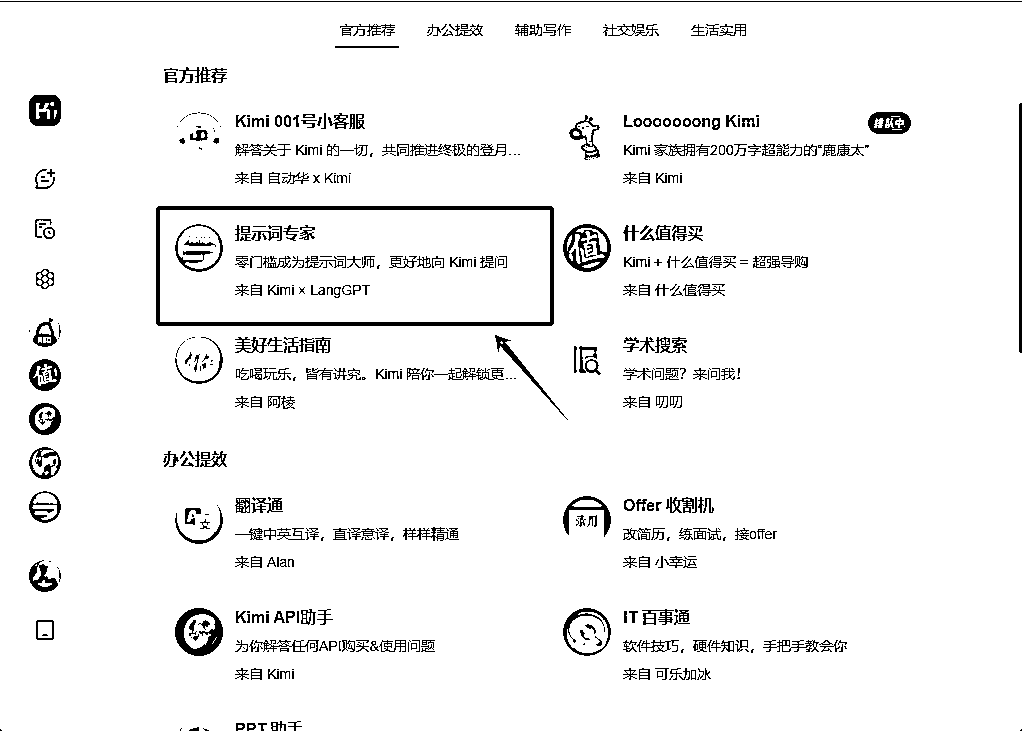 官方推荐 办公提效 辅助写作 社交娱乐 生活实用
官方推荐
Kimi 001号小客服
解答关于 Kimi 的一切，共同推进终极的登月...
来自 自动华 x Kimi
Looooooong Kimi
排队中
Kimi 家族拥有200万字超能力的“鹿康太”
来自 Kimi
提示词专家
零门槛成为提示词大师，更好地向 Kimi 提问
来自 Kimi × LangGPT
值
什么值得买
Kimi + 什么值得买 = 超强导购
来自 什么值得买
美好生活指南
吃喝玩乐，皆有讲究。Kimi 陪你一起解锁更...
来自 阿棱
学术搜索
学术问题？来问我！
来自 叨叨
办公提效
翻译通
一键中英互译，直译意译，样样精通
来自 Alan
录用
Offer 收割机
改简历，练面试，接offer
来自 小幸运
Kimi API助手
为你解答任何API购买&使用问题
来自 Kimi
IT 百事通
软件技巧，硬件知识，手把手教会你
来自 可乐加冰
PPT 助手